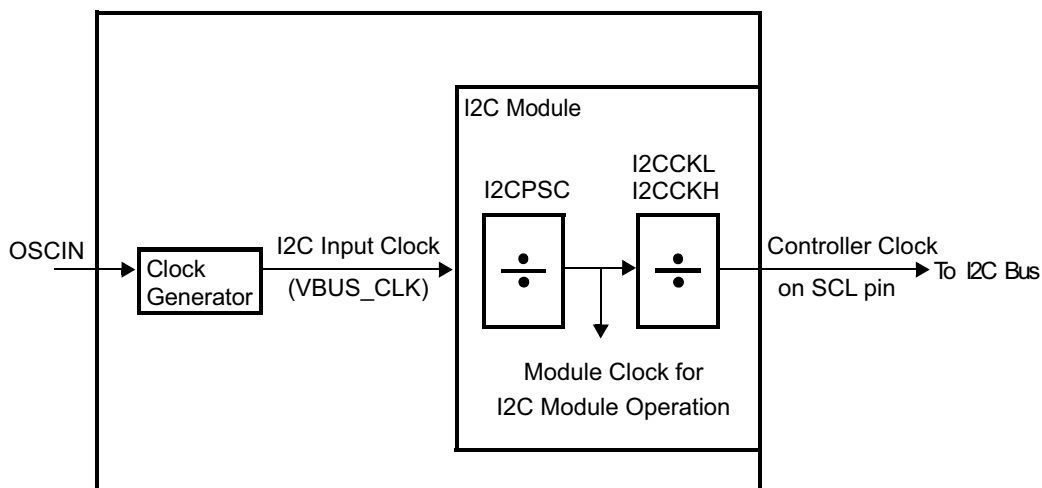 I2C Module
I2CPSC
I2CCKL
I2CCKH
OSCIN
Clock
Generator
I2C Input Clock
(VBUS_CLK)
Controller Clock
on SCL pin
To I2C Bus
Module Clock for
I2C Module Operation